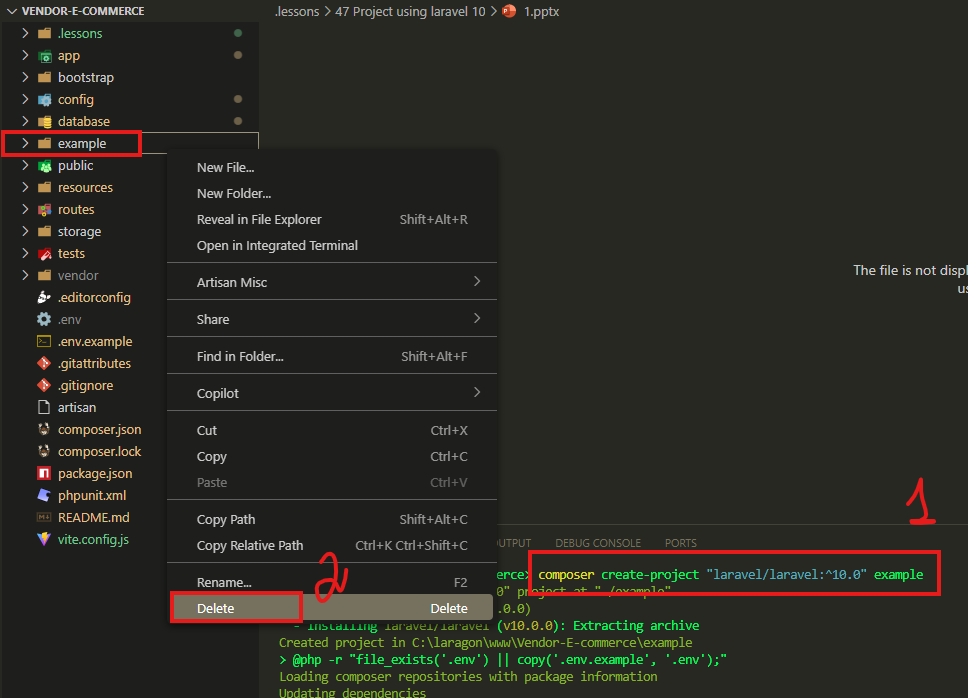 VENDOR-E-COMMERCE
.lessons > 47 Project using laravel 10 > 1.pptx
.lessons
app
bootstrap
config
database
example
public
resources
routes
storage
tests
vendor
.editorconfig
.env
.env.example
.gitattributes
.gitignore
artisan
composer.json
composer.lock
package.json
phpunit.xml
README.md
vite.config.js
New File...
New Folder...
Reveal in File Explorer Shift+Alt+R
Open in Integrated Terminal
Artisan Misc
Share
Find in Folder... Shift+Alt+F
Copilot
Cut Ctrl+X
Copy Ctrl+C
Paste Ctrl+V
Copy Path Shift+Alt+C
Copy Relative Path Ctrl+K Ctrl+Shift+C
Rename... F2
Delete Delete
2
The file is not displ
us
1
OUTPUT DEBUG CONSOLE PORTS
erce> composer create-project "laravel/laravel:^10.0" example
0" project at "./example"
.0.0)
- Installing laravel/laravel (v10.0.0): Extracting archive
Created project in C:\laragon\www\Vendor-E-commerce\example
> @php -r "file_exists('.env') || copy('.env.example', '.env');"
Loading composer repositories with package information
Updating dependencies